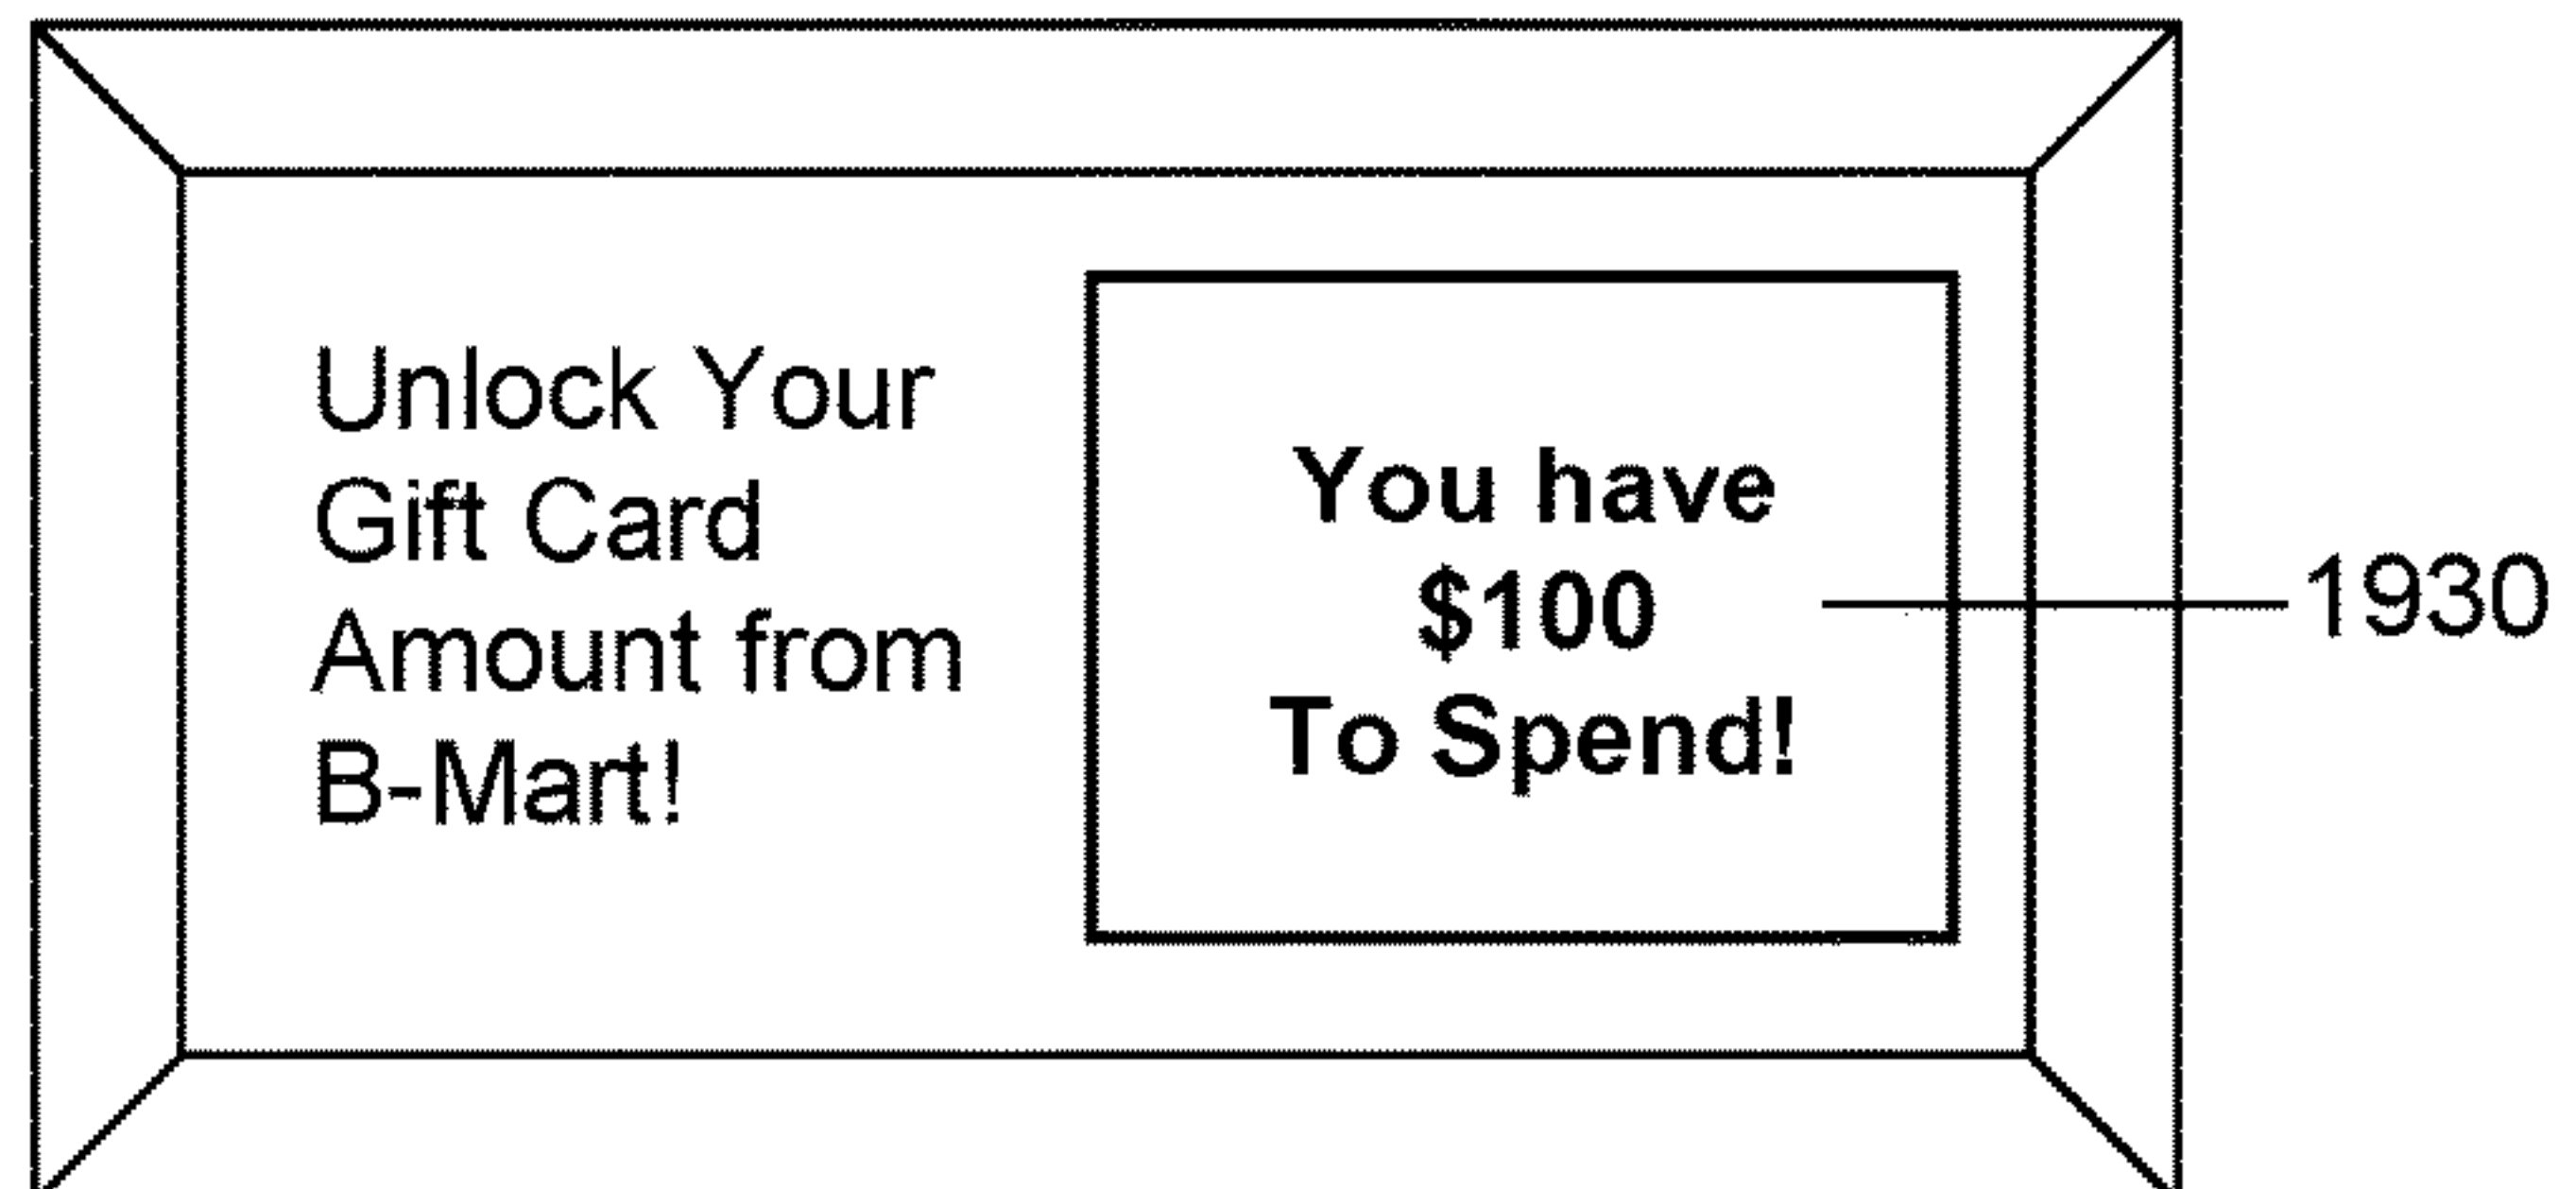 Unlock Your
Gift Card
Amount from
B-Mart!
You have
$100
To Spend!
1930